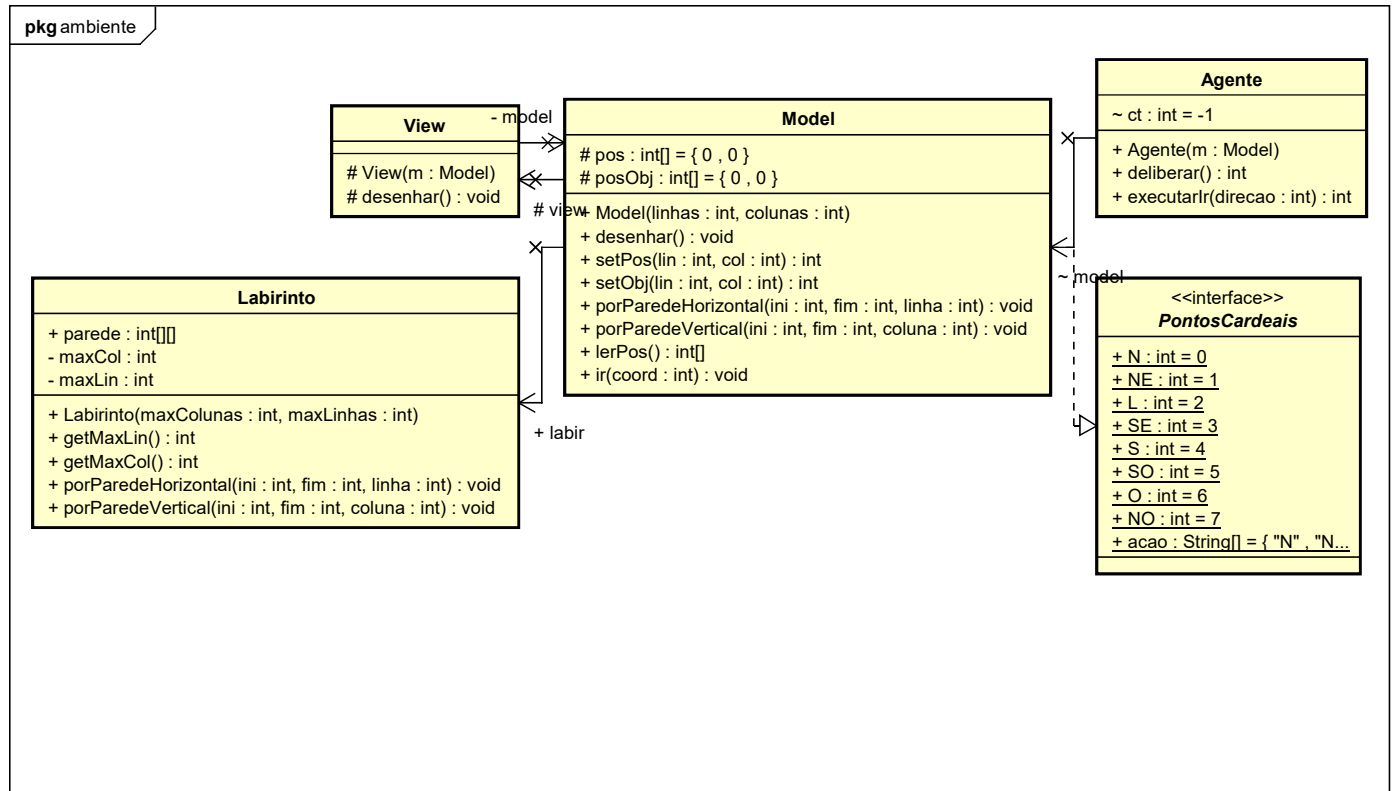 pkg ambiente
View
# View(m : Model)
# desenhar() : void
- model
# view
Model
# pos : int[] = { 0 , 0 }
# posObj : int[] = { 0 , 0 }
+ Model(linhas : int, colunas : int)
+ desenhar() : void
+ setPos(lin : int, col : int) : int
+ setObj(lin : int, col : int) : int
+ porParedeHorizontal(ini : int, fim : int, linha : int) : void
+ porParedeVertical(ini : int, fim : int, coluna : int) : void
+ lerPos() : int[]
+ ir(coord : int) : void
Agente
~ ct : int = -1
+ Agente(m : Model)
+ deliberar() : int
+ executarIr(direcao : int) : int
~ model
Labirinto
+ parede : int[][]
- maxCol : int
- maxLin : int
+ Labirinto(maxColunas : int, maxLinhas : int)
+ getMaxLin() : int
+ getMaxCol() : int
+ porParedeHorizontal(ini : int, fim : int, linha : int) : void
+ porParedeVertical(ini : int, fim : int, coluna : int) : void
+ labir
<<interface>>
PontosCardeais
+ N : int = 0
+ NE : int = 1
+ L : int = 2
+ SE : int = 3
+ S : int = 4
+ SO : int = 5
+ O : int = 6
+ NO : int = 7
+ acao : String[] = { "N" , "N...